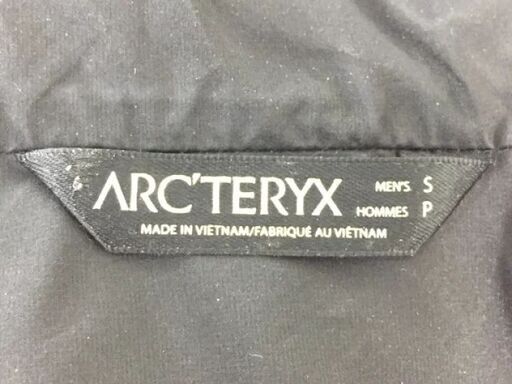 ARC'TERYX MEN'S S
HOMMES P
MADE IN VIETNAM/FABRIQUÉ AU VIÊTNAM